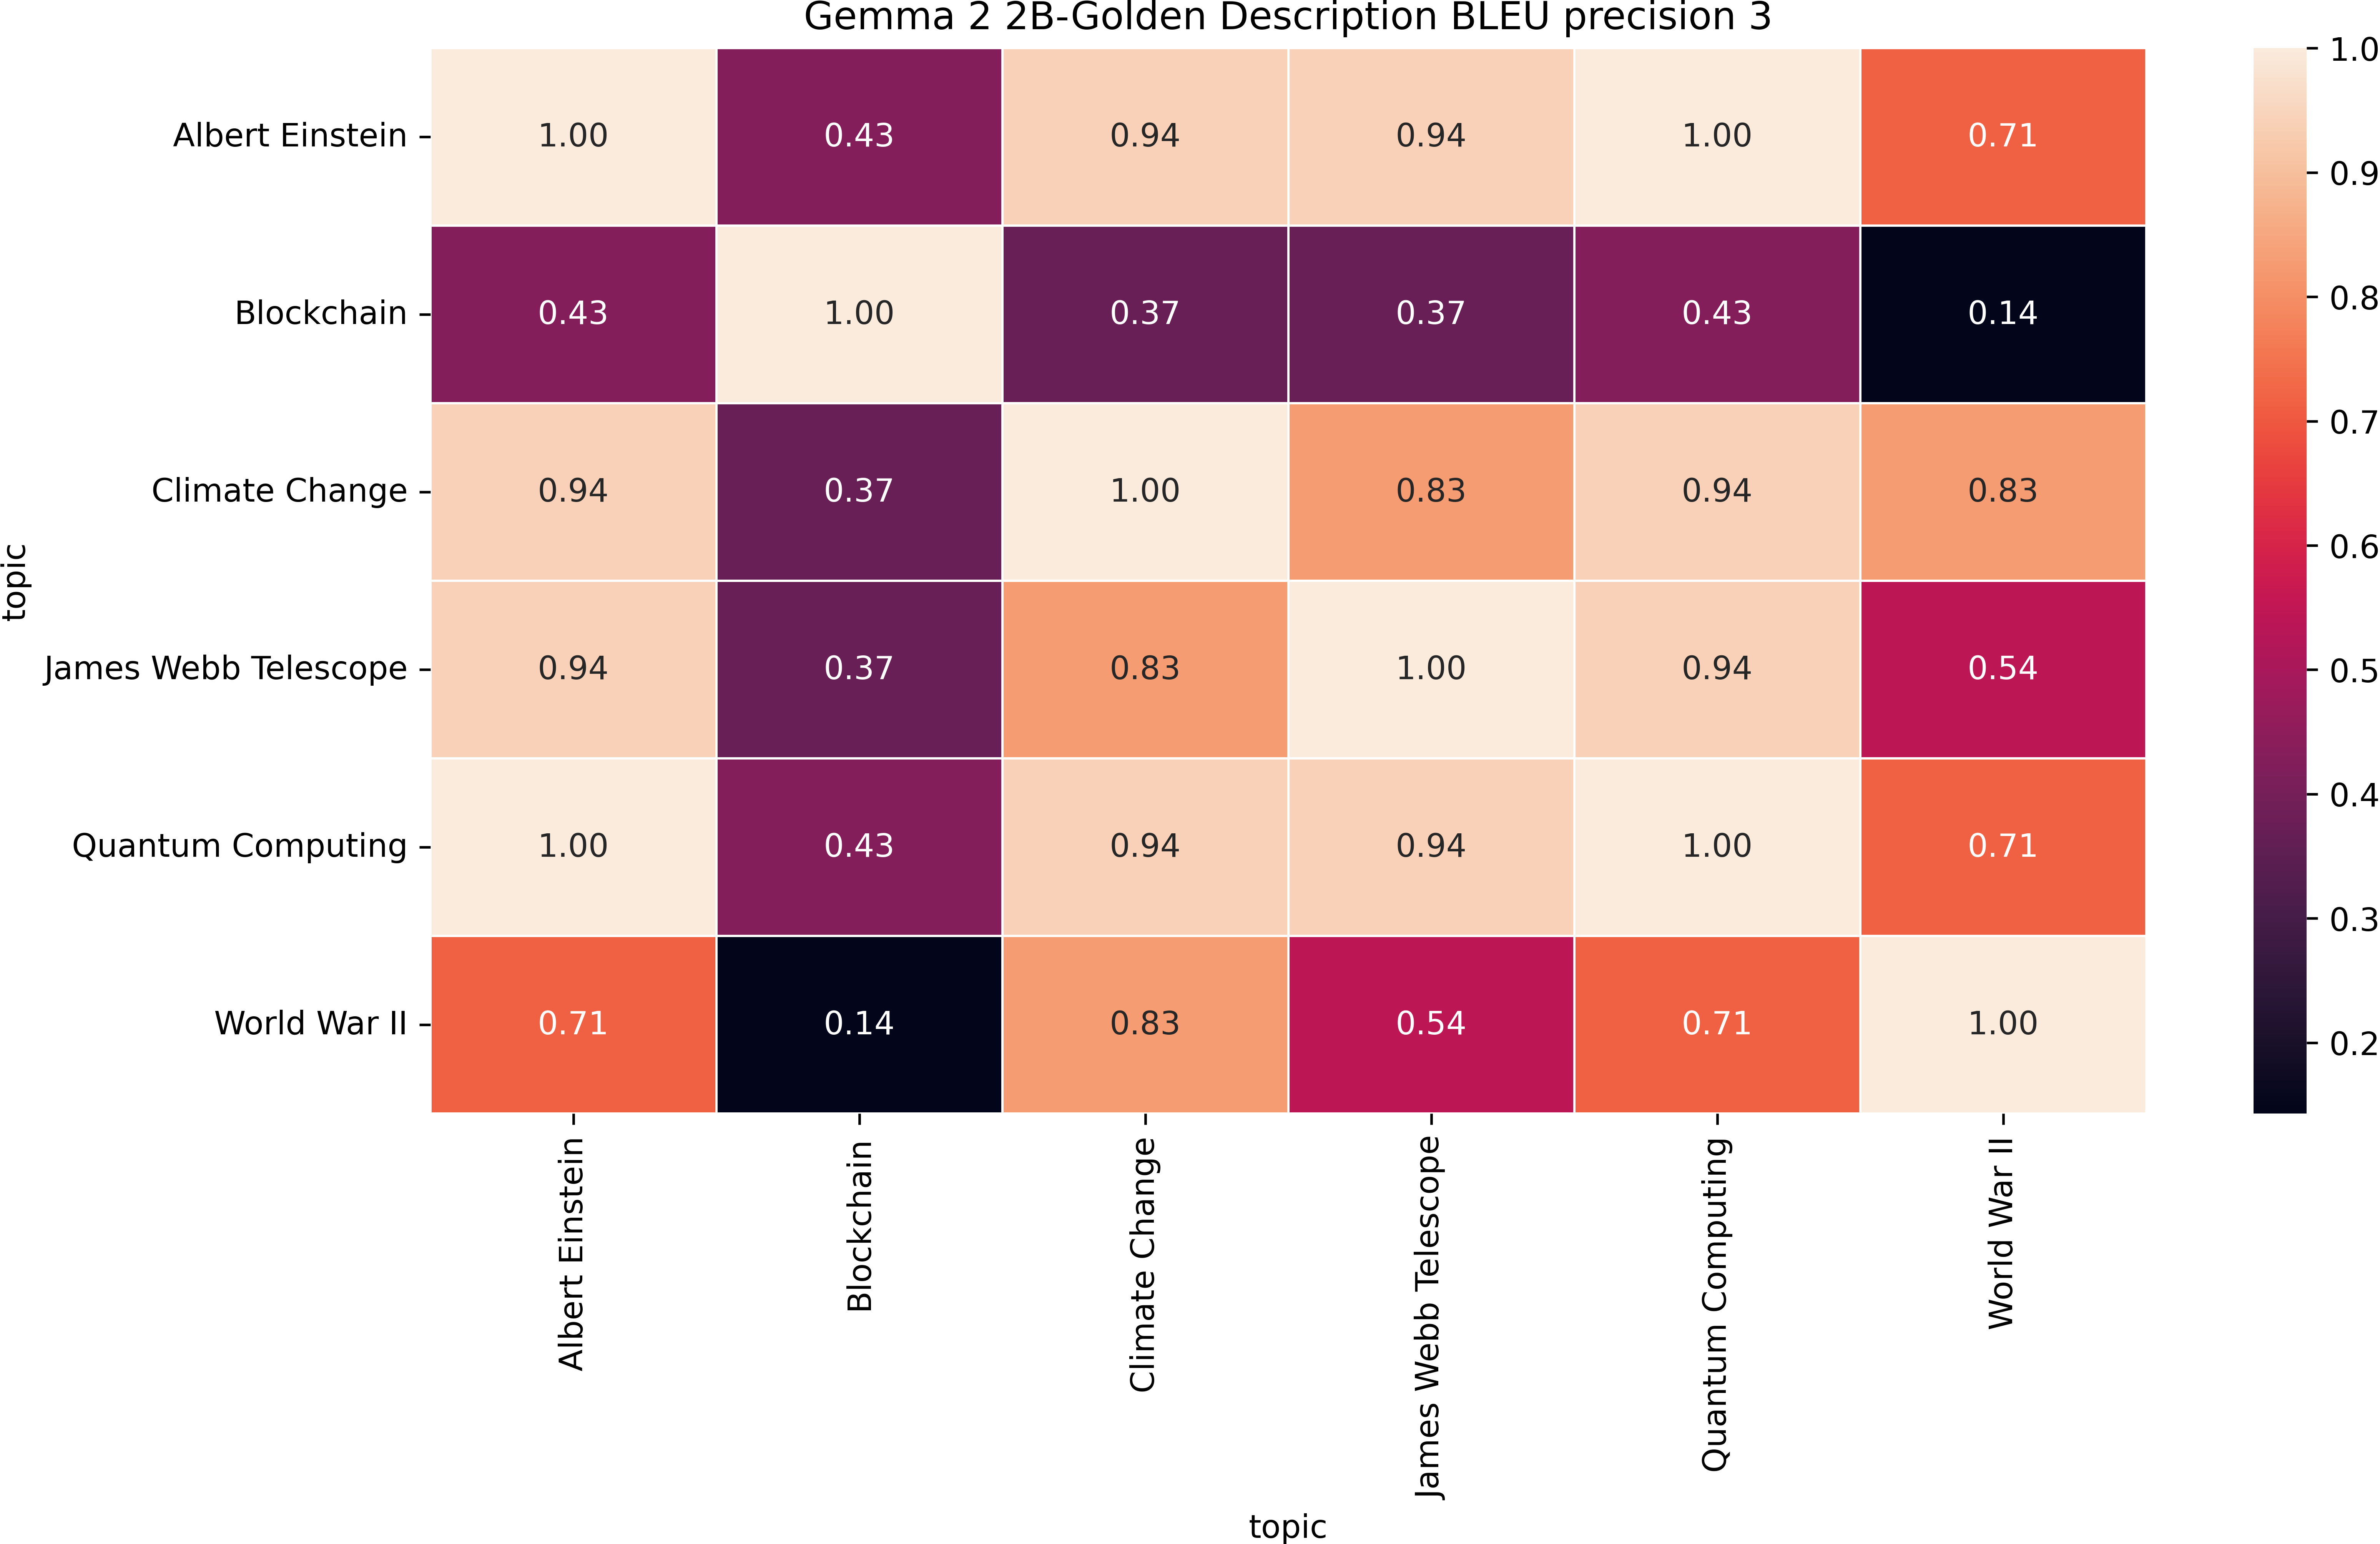 Gemma 2 2B-Golden Description BLEU precision 3
Albert Einstein 1.00 0.43 0.94 0.94 1.00 0.71
Blockchain 0.43 1.00 0.37 0.37 0.43 0.14
Climate Change 0.94 0.37 1.00 0.83 0.94 0.83
James Webb Telescope 0.94 0.37 0.83 1.00 0.94 0.54
Quantum Computing 1.00 0.43 0.94 0.94 1.00 0.71
World War II 0.71 0.14 0.83 0.54 0.71 1.00
topic
Albert Einstein
Blockchain
Climate Change
James Webb Telescope
Quantum Computing
World War II
topic
1.0
0.9
0.8
0.7
0.6
0.5
0.4
0.3
0.2